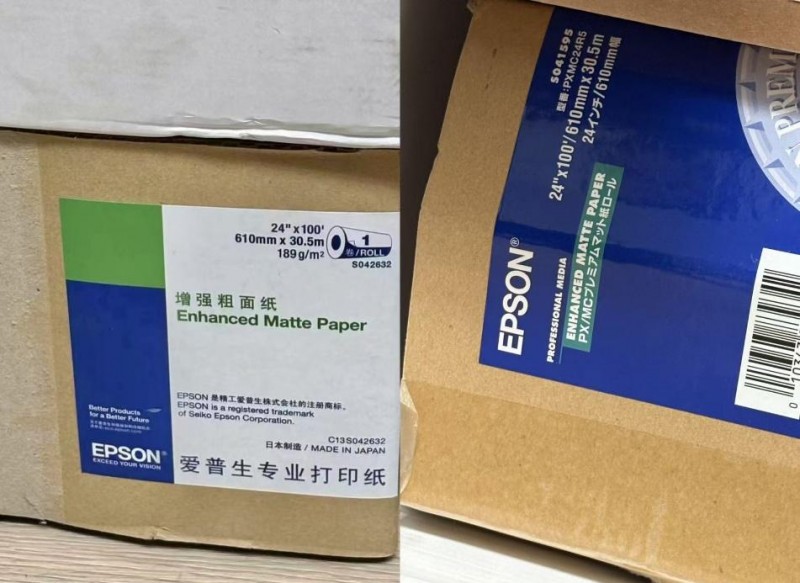 24" x 100'
610mm x 30.5m
189 g/m²
1
卷/ROLL
S042632
增强粗面纸
Enhanced Matte Paper
EPSON 是精工爱普生株式会社的注册商标。
EPSON is a registered trademark
of Seiko Epson Corporation.
Better Products
for a Better Future
C13S042632
日本制造 / MADE IN JAPAN
EPSON
EXCEED YOUR VISION
爱普生专业打印纸
S041595
型番:PXMC24R5
24"x100'/610mm x 30.5m
24インチ/610mm幅
EPSON®
PROFESSIONAL MEDIA
ENHANCED MATTE PAPER
PX/MCプレミアムマット紙ロール
PREM